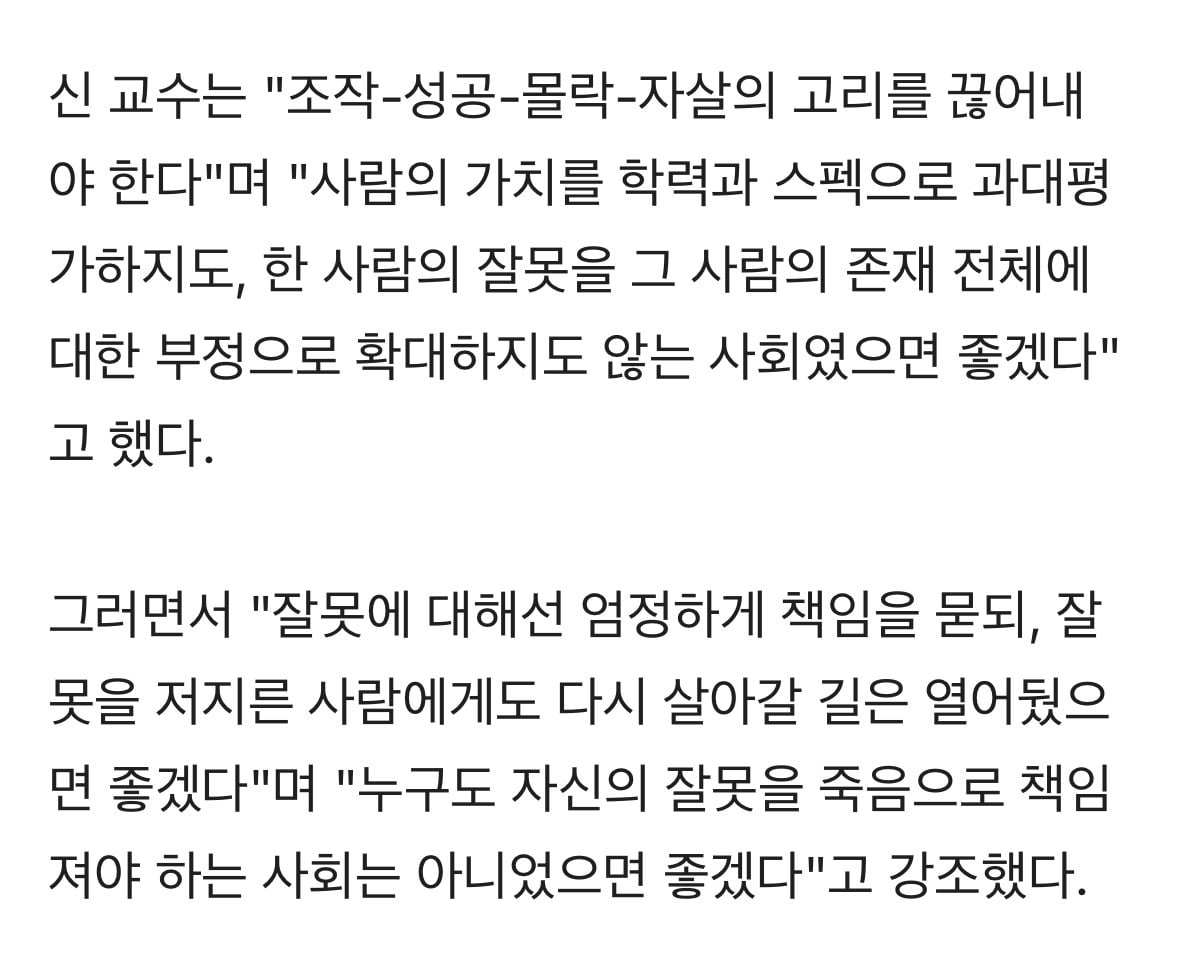 신 교수는 "조작-성공-몰락-자살의 고리를 끊어내
야 한다"며 "사람의 가치를 학력과 스펙으로 과대평
가하지도, 한 사람의 잘못을 그 사람의 존재 전체에
대한 부정으로 확대하지도 않는 사회였으면 좋겠다"
고 했다.
그러면서 "잘못에 대해선 엄정하게 책임을 묻되, 잘
못을 저지른 사람에게도 다시 살아갈 길은 열어뒀으
면 좋겠다"며 "누구도 자신의 잘못을 죽음으로 책임
져야 하는 사회는 아니었으면 좋겠다"고 강조했다.